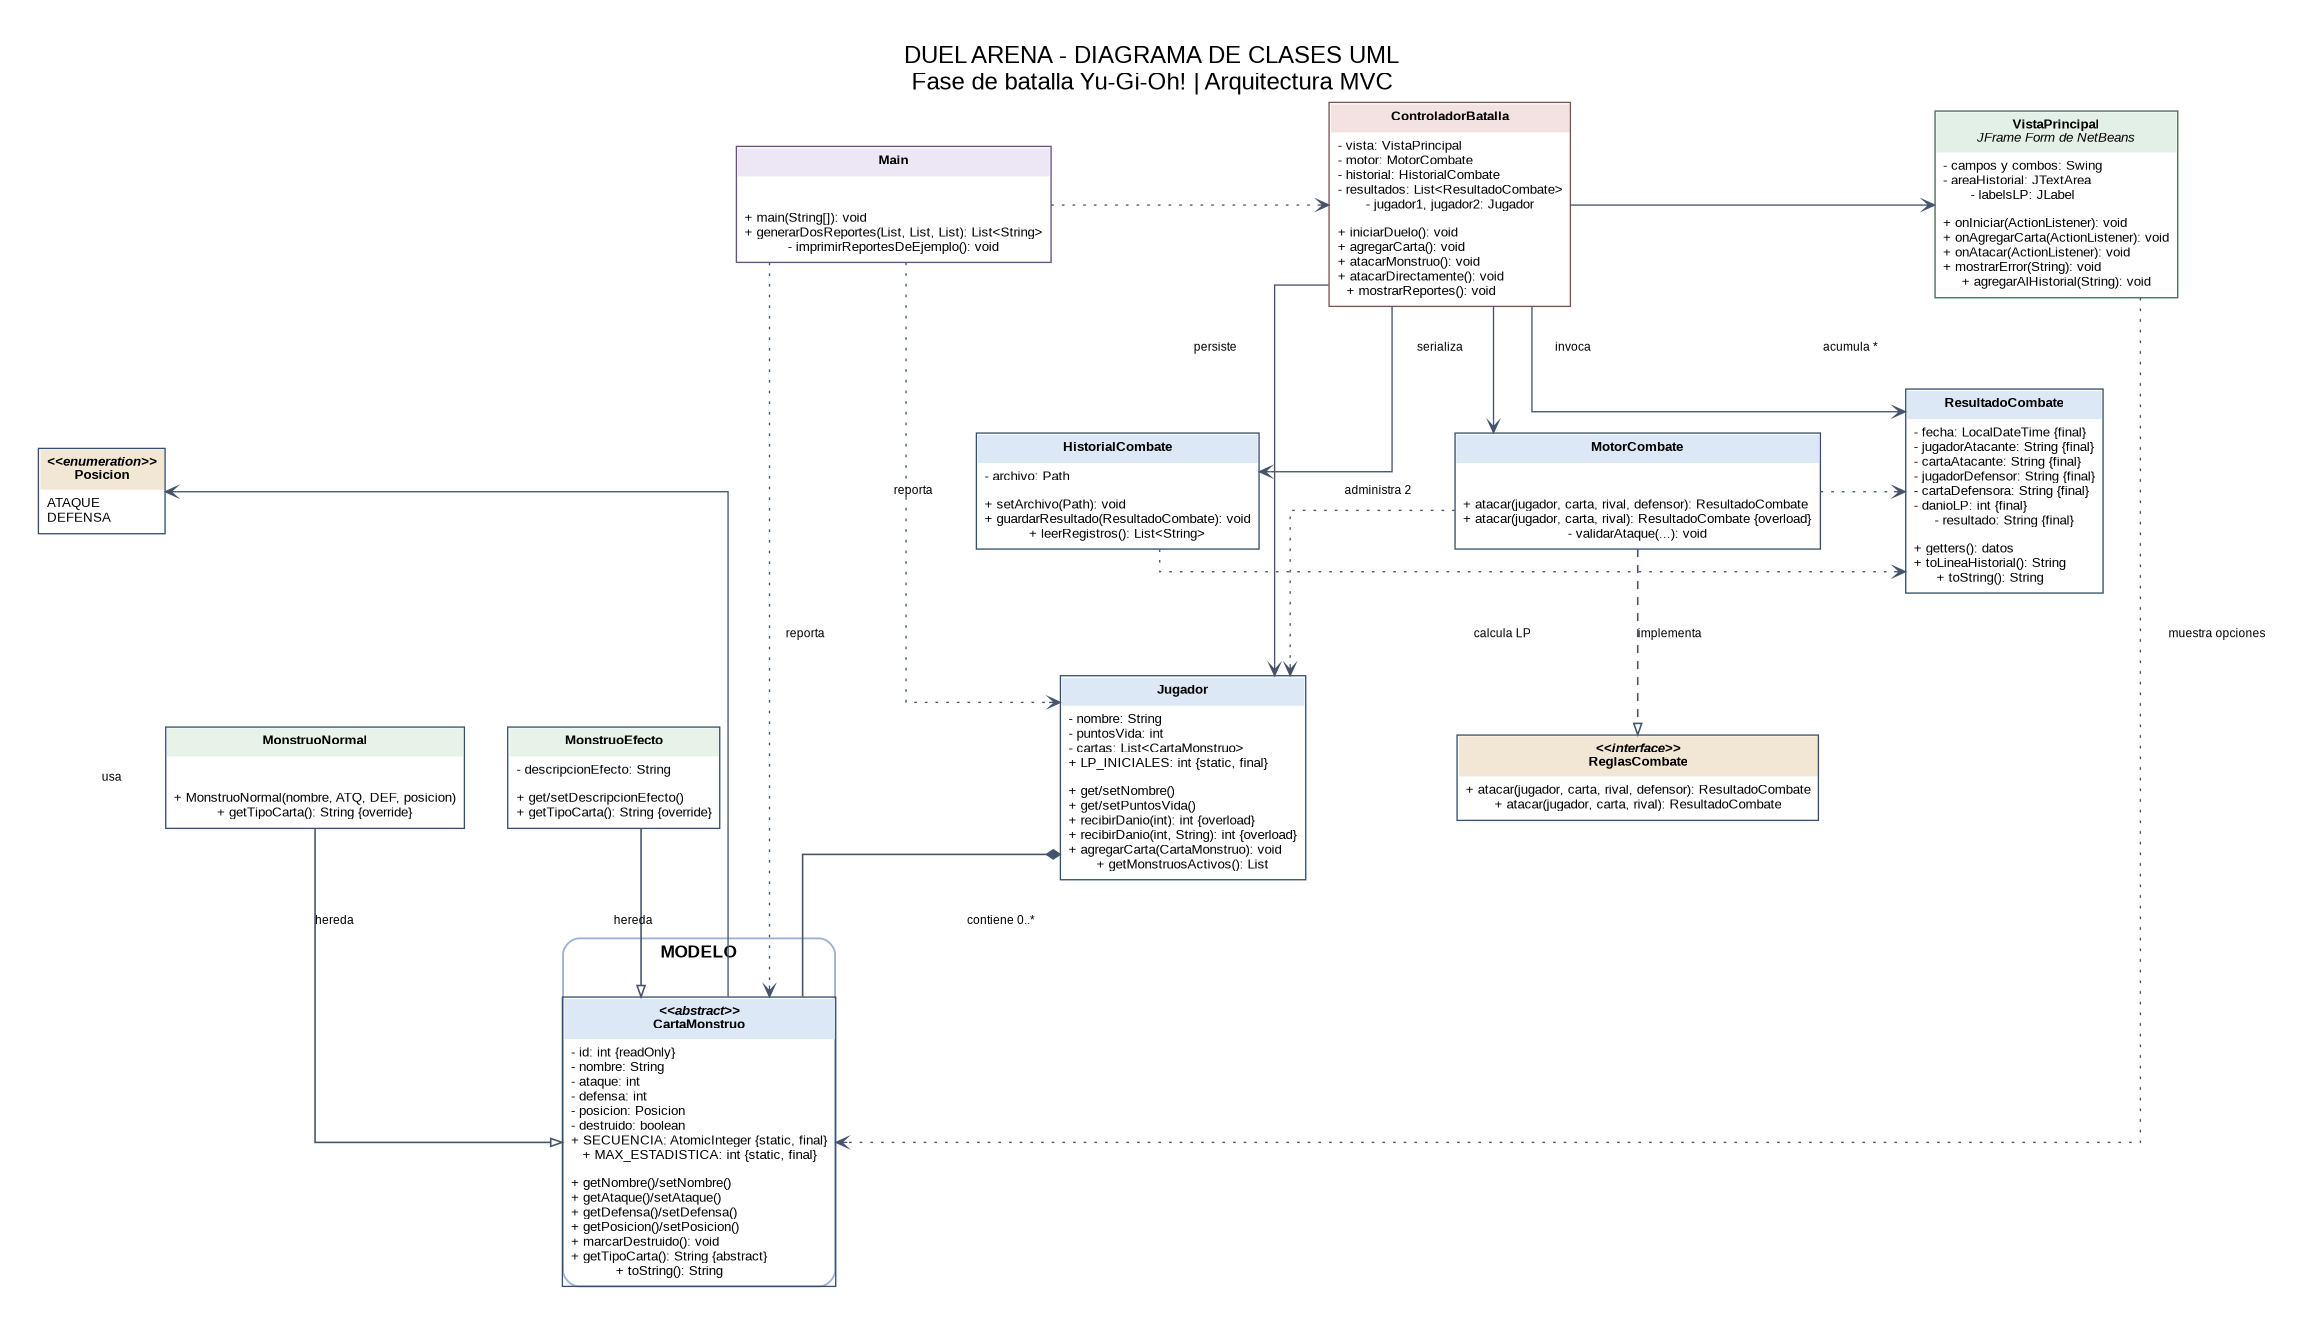 DUEL ARENA - DIAGRAMA DE CLASES UML
Fase de batalla Yu-Gi-Oh! | Arquitectura MVC
ControladorBatalla
- vista: VistaPrincipal
- motor: MotorCombate
- historial: HistorialCombate
- resultados: List<ResultadoCombate>
- jugador1, jugador2: Jugador
+ iniciarDuelo(): void
+ agregarCarta(): void
+ atacarMonstruo(): void
+ atacarDirectamente(): void
+ mostrarReportes(): void
VistaPrincipal
JFrame Form de NetBeans
- campos y combos: Swing
- areaHistorial: JTextArea
- labelsLP: JLabel
+ onIniciar(ActionListener): void
+ onAgregarCarta(ActionListener): void
+ onAtacar(ActionListener): void
+ mostrarError(String): void
+ agregarAlHistorial(String): void
Main
+ main(String[]): void
+ generarDosReportes(List, List, List): List<String>
- imprimirReportesDeEjemplo(): void
persiste
serializa
invoca
acumula *
ResultadoCombate
- fecha: LocalDateTime {final}
- jugadorAtacante: String {final}
- cartaAtacante: String {final}
- jugadorDefensor: String {final}
- cartaDefensora: String {final}
- danioLP: int {final}
- resultado: String {final}
+ getters(): datos
+ toLineaHistorial(): String
+ toString(): String
HistorialCombate
- archivo: Path
+ setArchivo(Path): void
+ guardarResultado(ResultadoCombate): void
+ leerRegistros(): List<String>
MotorCombate
+ atacar(jugador, carta, rival, defensor): ResultadoCombate
+ atacar(jugador, carta, rival): ResultadoCombate {overload}
- validarAtaque(...): void
<<enumeration>>
Posicion
ATAQUE
DEFENSA
reporta
administra 2
reporta
calcula LP
implementa
muestra opciones
Jugador
- nombre: String
- puntosVida: int
- cartas: List<CartaMonstruo>
+ LP_INICIALES: int {static, final}
+ get/setNombre()
+ get/setPuntosVida()
+ recibirDanio(int): int {overload}
+ recibirDanio(int, String): int {overload}
+ agregarCarta(CartaMonstruo): void
+ getMonstruosActivos(): List
MonstruoNormal
+ MonstruoNormal(nombre, ATQ, DEF, posicion)
+ getTipoCarta(): String {override}
MonstruoEfecto
- descripcionEfecto: String
+ get/setDescripcionEfecto()
+ getTipoCarta(): String {override}
<<interface>>
ReglasCombate
+ atacar(jugador, carta, rival, defensor): ResultadoCombate
+ atacar(jugador, carta, rival): ResultadoCombate
usa
hereda
hereda
contiene 0..*
MODELO
<<abstract>>
CartaMonstruo
- id: int {readOnly}
- nombre: String
- ataque: int
- defensa: int
- posicion: Posicion
- destruido: boolean
+ SECUENCIA: AtomicInteger {static, final}
+ MAX_ESTADISTICA: int {static, final}
+ getNombre()/setNombre()
+ getAtaque()/setAtaque()
+ getDefensa()/setDefensa()
+ getPosicion()/setPosicion()
+ marcarDestruido(): void
+ getTipoCarta(): String {abstract}
+ toString(): String